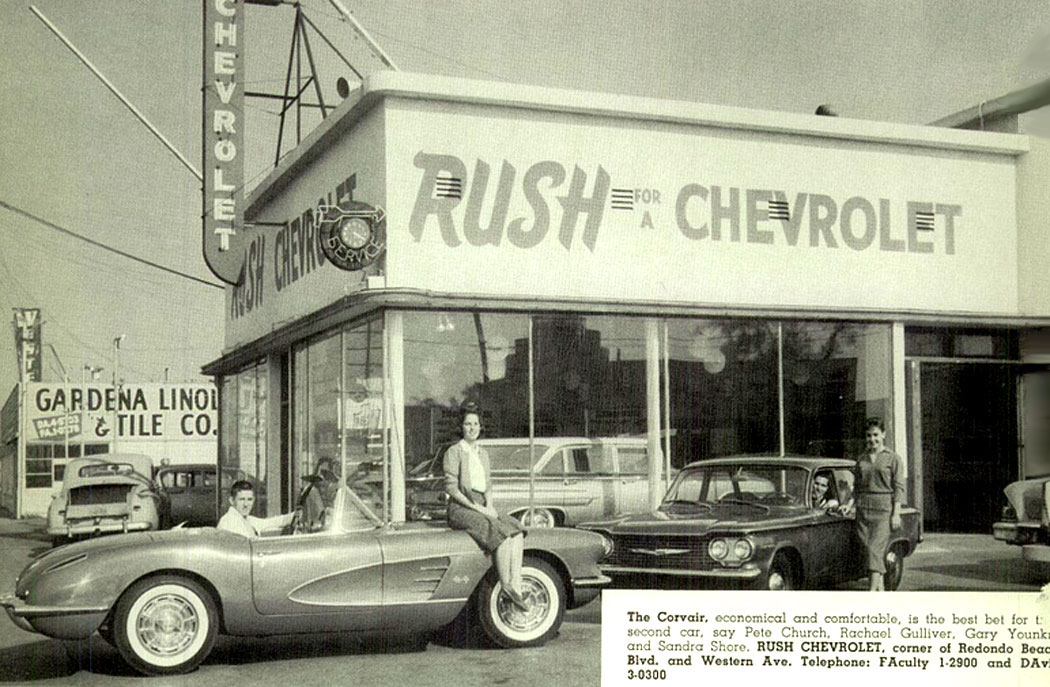 CHEVROLET
RUSH FOR A CHEVROLET
RUSH CHEVROLET
SERVICE
GARDENA LINOL
& TILE CO.
The Corvair, economical and comfortable, is the best bet for
second car, say Pete Church, Rachael Gulliver, Gary Younk
and Sandra Shore. RUSH CHEVROLET, corner of Redondo Beac
Blvd. and Western Ave. Telephone: FAculty 1-2900 and DAv
3-0300